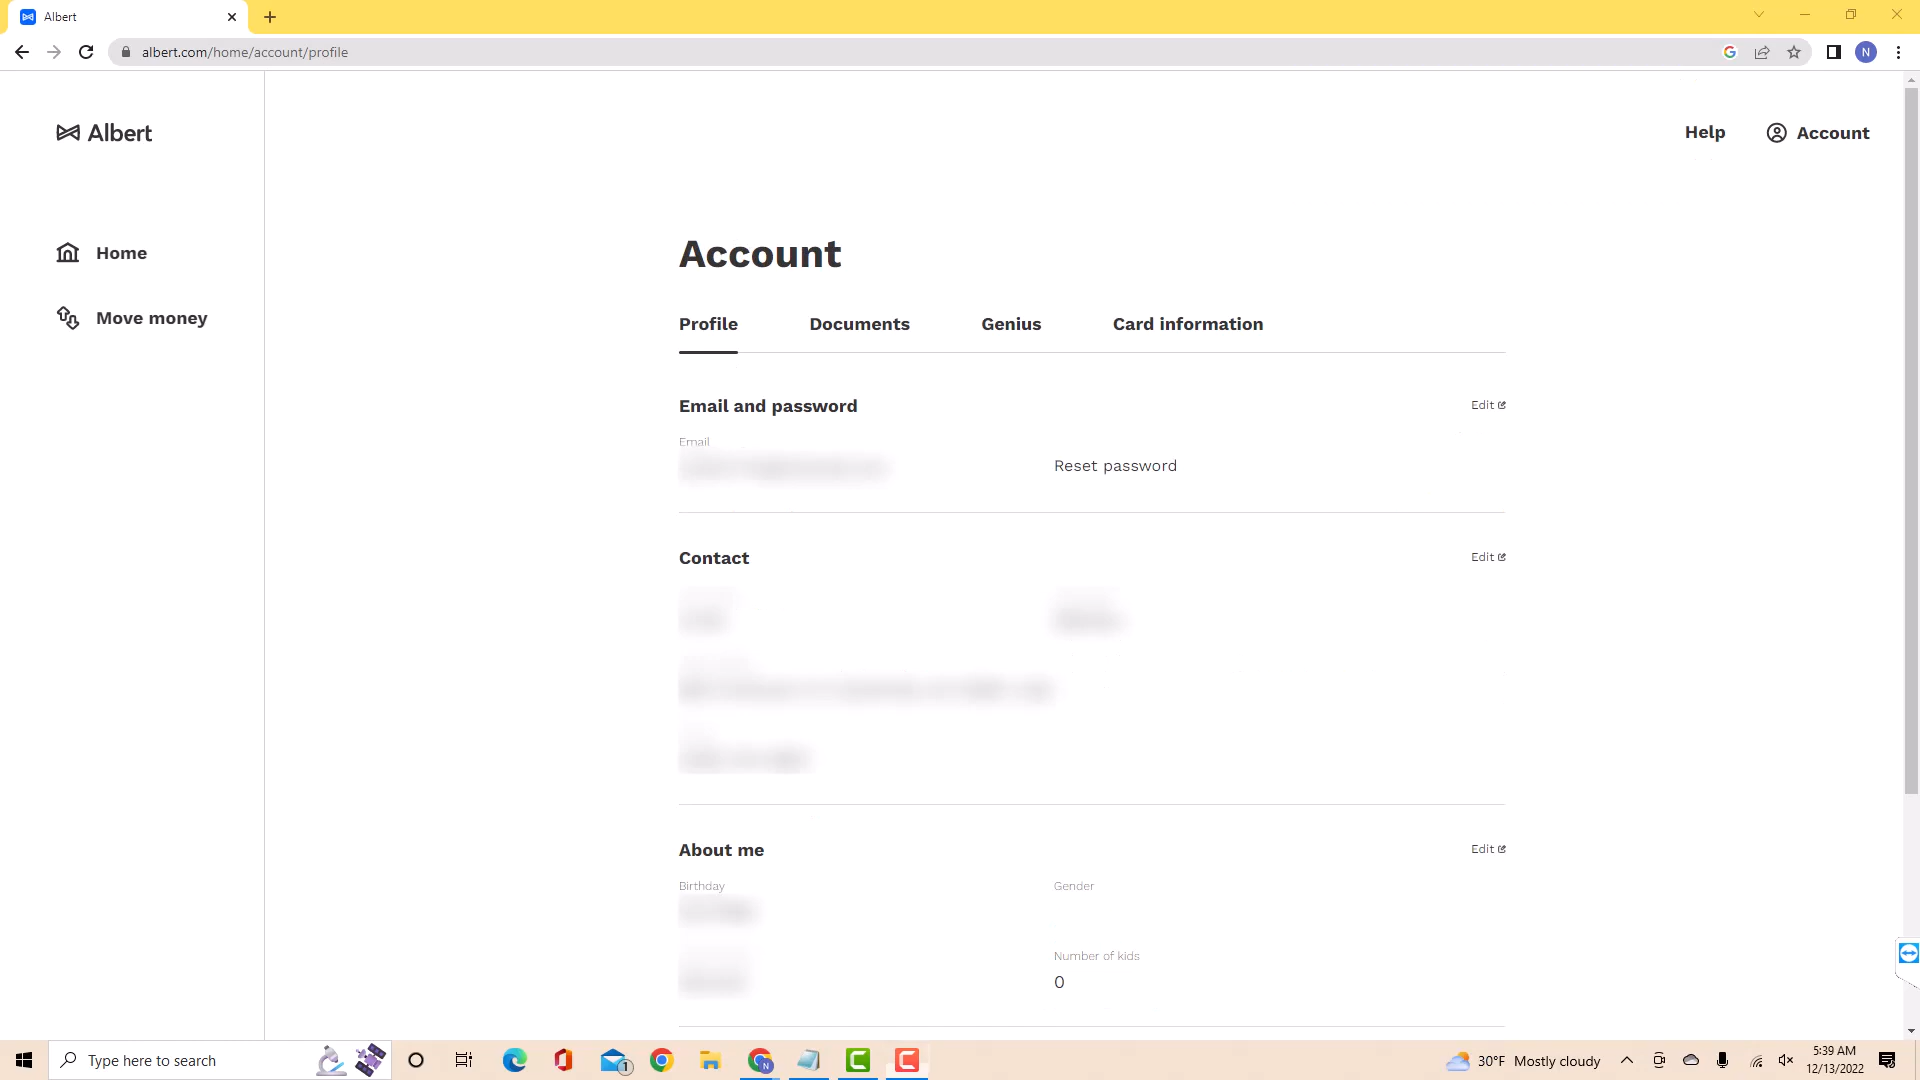 Albert
albert.com/home/account/profile
N
Albert
Help
Account
Home
Move money
Account
Profile Documents Genius Card information
Email and password
Edit
Email
Reset password
Contact
Edit
About me
Edit
Birthday
Gender
Number of kids
0
Type here to search
1
N
30°F Mostly cloudy
5:39 AM
12/13/2022